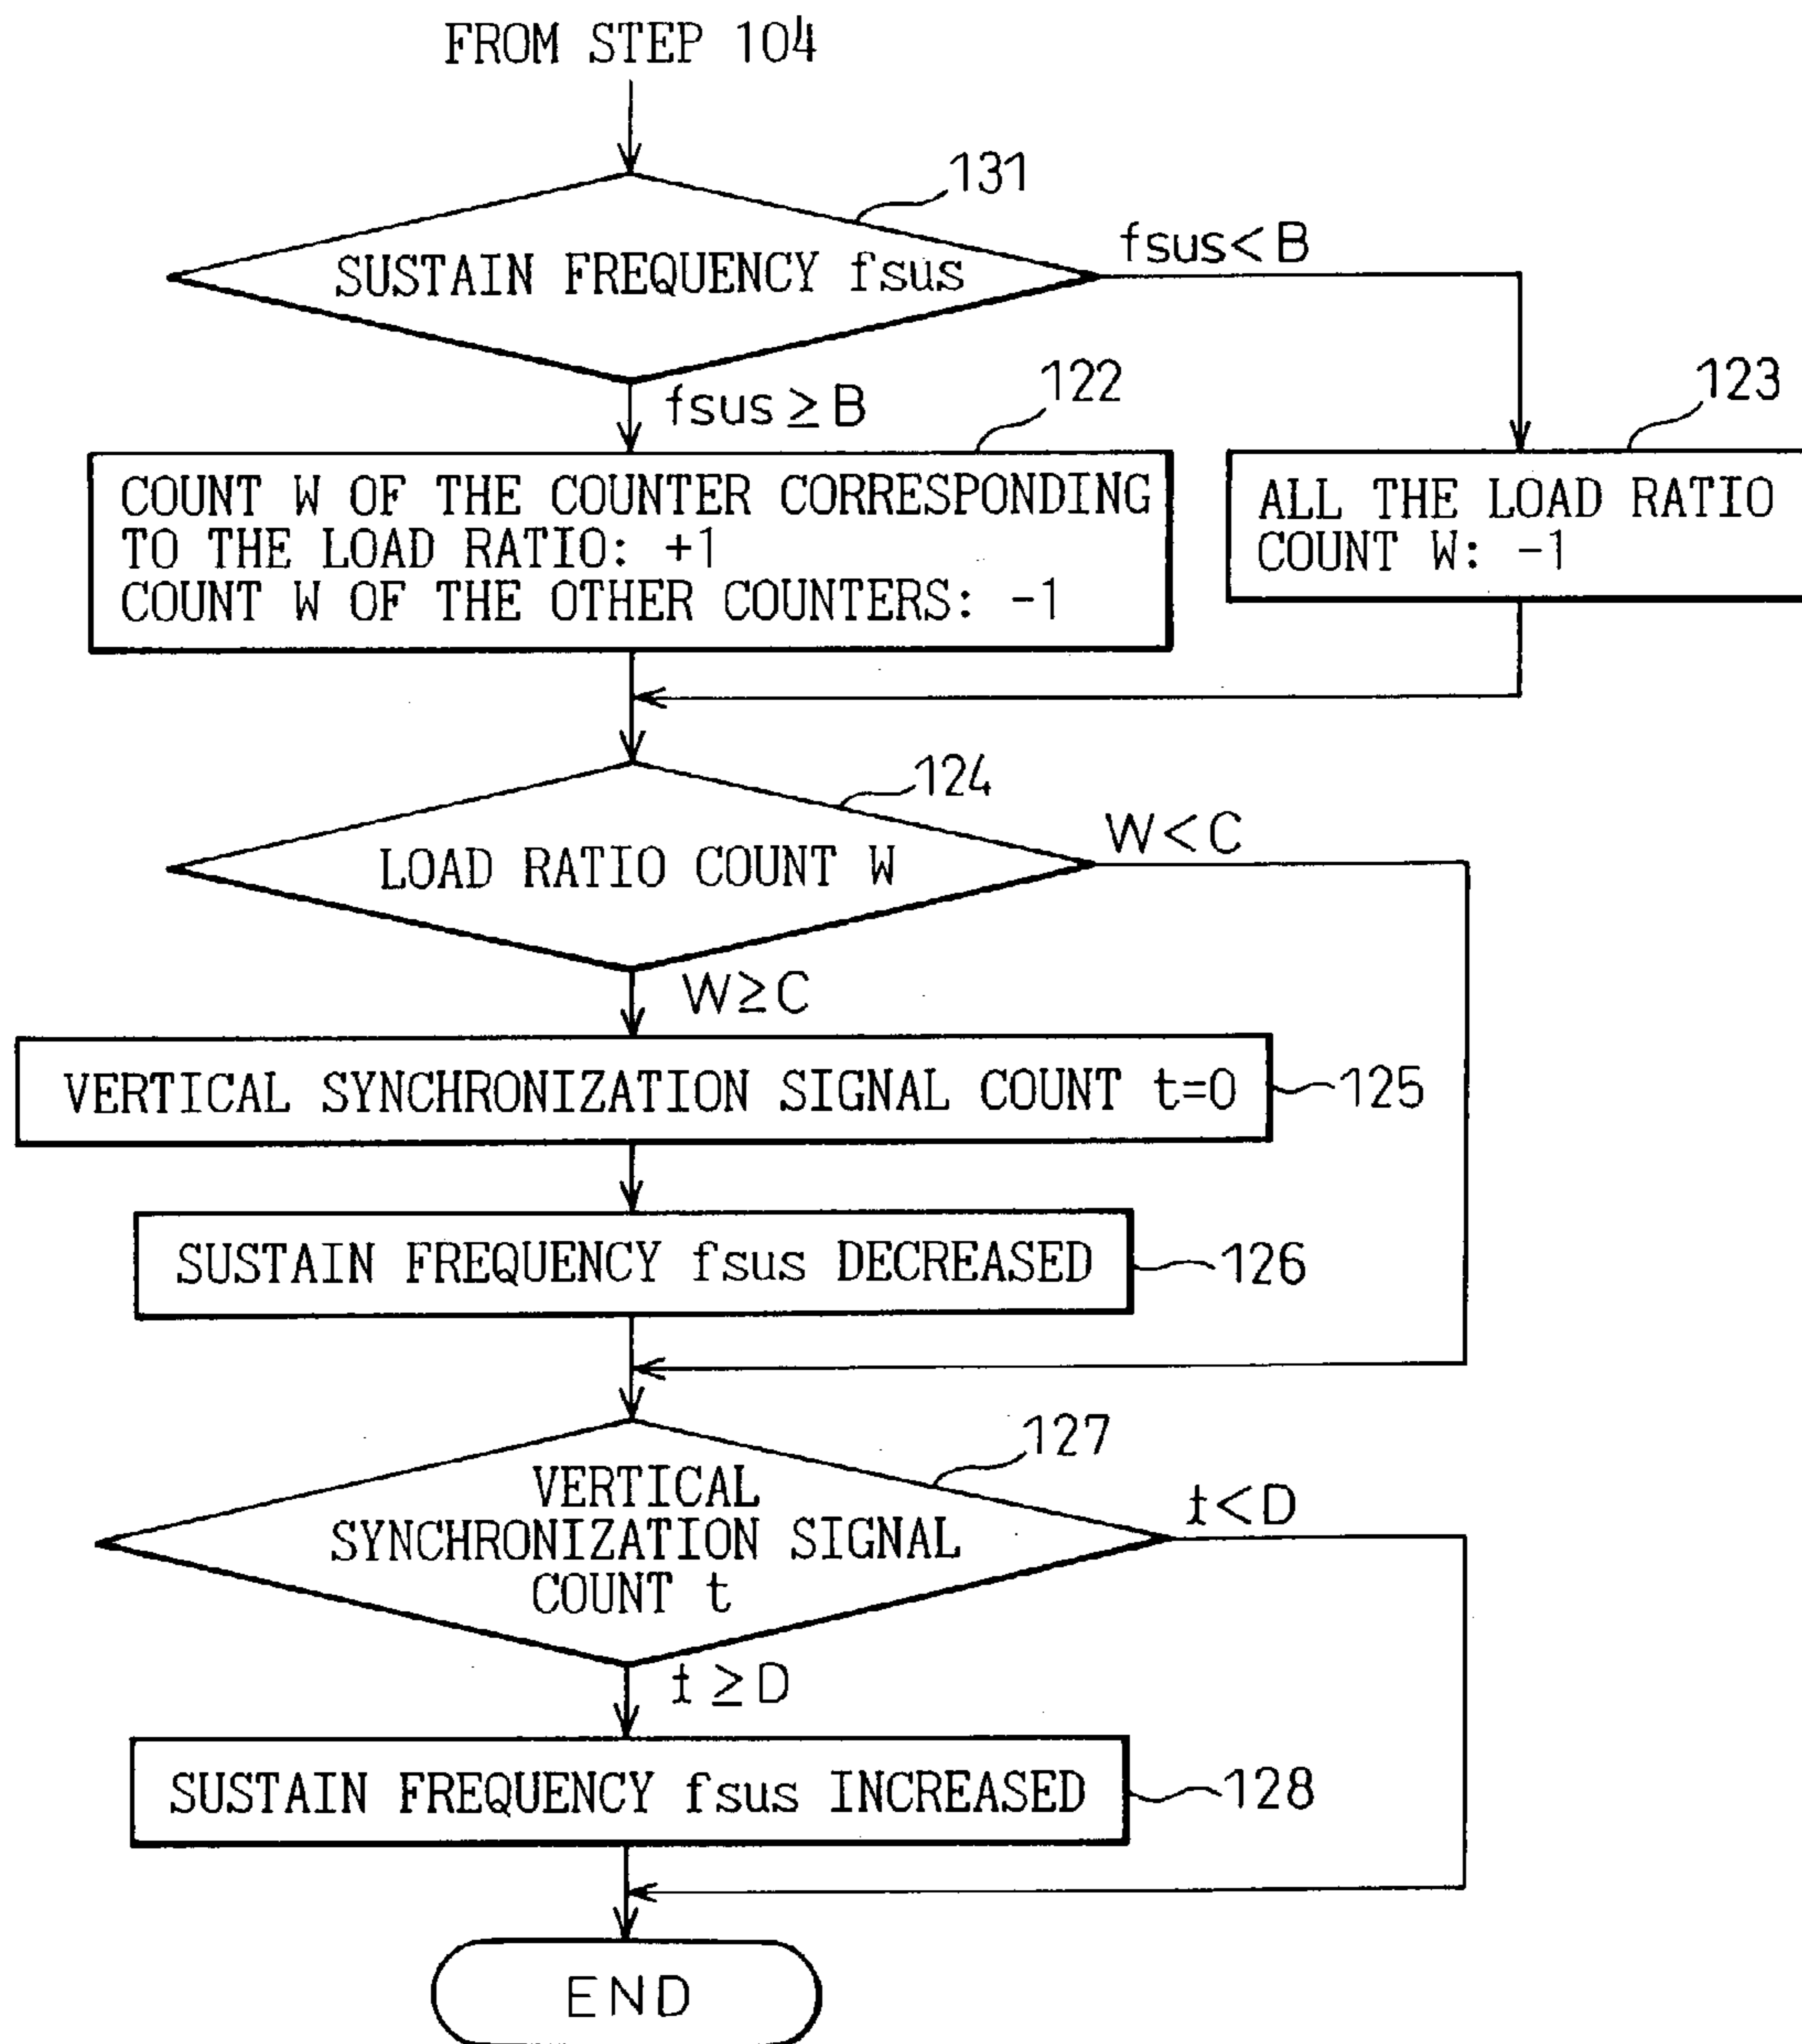 FROM STEP 104
131
SUSTAIN FREQUENCY fsus
fsus<B
fsus≥B
122
123
COUNT W OF THE COUNTER CORRESPONDING
TO THE LOAD RATIO: +1
COUNT W OF THE OTHER COUNTERS: -1
ALL THE LOAD RATIO
COUNT W: -1
124
LOAD RATIO COUNT W
W<C
W≥C
VERTICAL SYNCHRONIZATION SIGNAL COUNT t=0
125
SUSTAIN FREQUENCY fsus DECREASED
126
127
VERTICAL
SYNCHRONIZATION SIGNAL
COUNT t
t<D
t≥D
SUSTAIN FREQUENCY fsus INCREASED
128
END